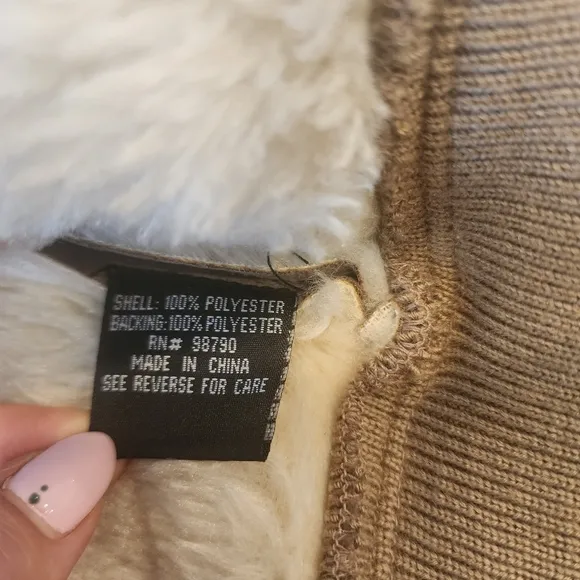 SHELL: 100% POLYESTER
BACKING:100% POLYESTER
RN# 98790
MADE IN CHINA
SEE REVERSE FOR CARE